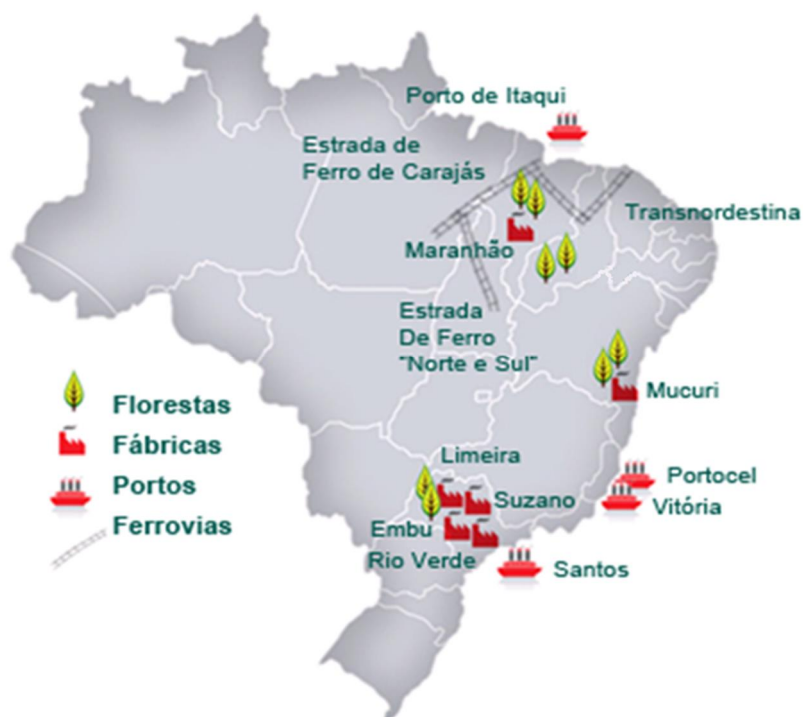 Porto de Itaqui
Estrada de
Ferro de Carajás
Transnordestina
Maranhão
Estrada
De Ferro
"Norte e Sul"
Mucuri
Florestas
Fábricas
Portos
Ferrovias
Limeira
Suzano
Embu
Rio Verde
Portocel
Vitória
Santos